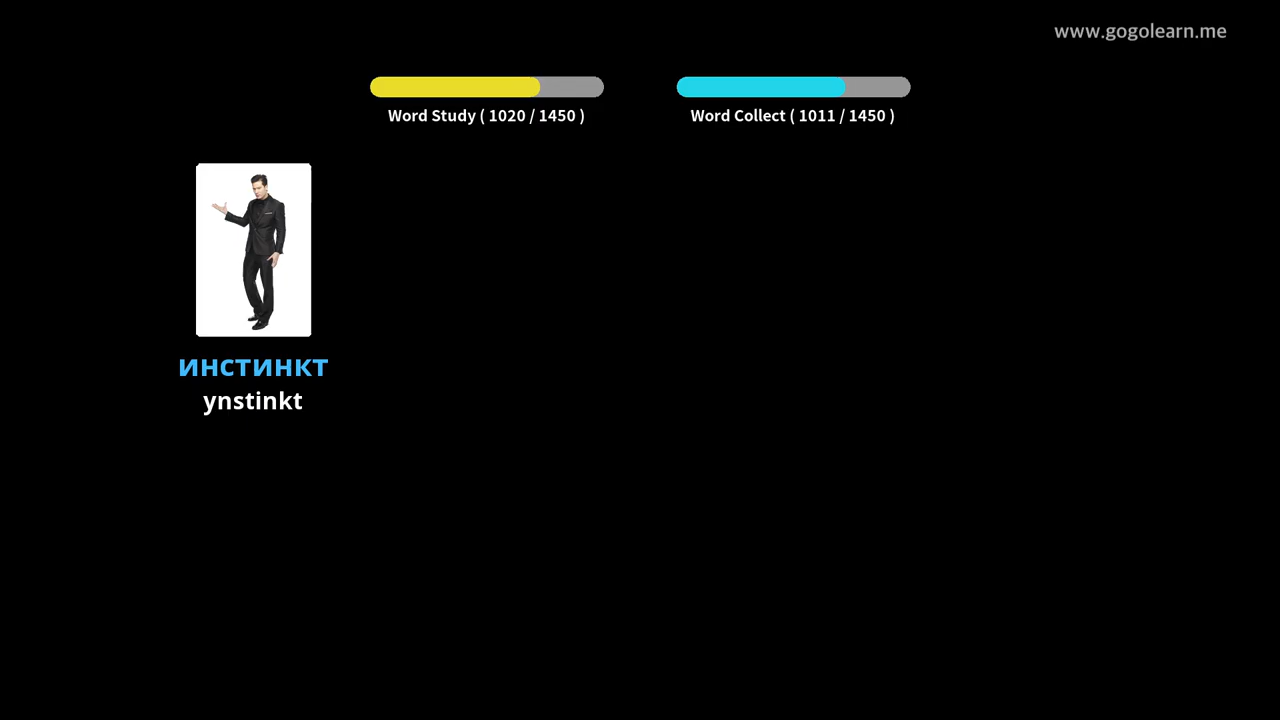 www.gogolearn.me
Word Study ( 1020 / 1450 )
Word Collect ( 1011 / 1450 )
инстинкт
ynstinkt